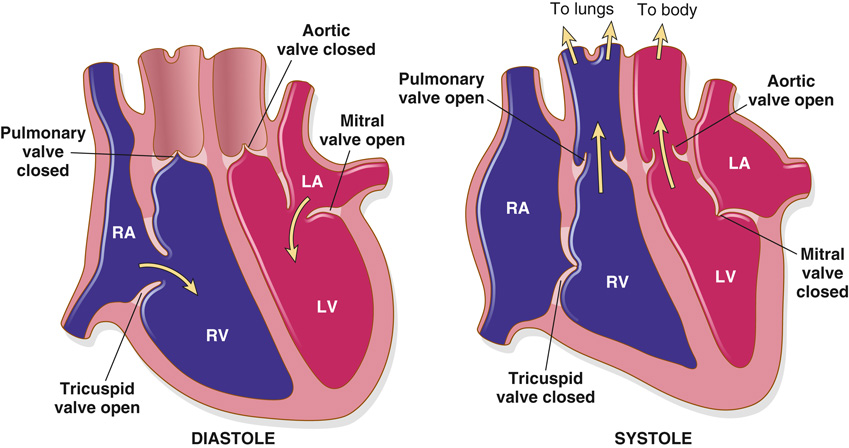 Aortic
valve closed
Mitral
valve open
Pulmonary
valve
closed
LA
RA
LV
RV
Tricuspid
valve open
DIASTOLE
To lungs
To body
Pulmonary
valve open
Aortic
valve open
LA
RA
RV
LV
Mitral
valve
closed
Tricuspid
valve closed
SYSTOLE